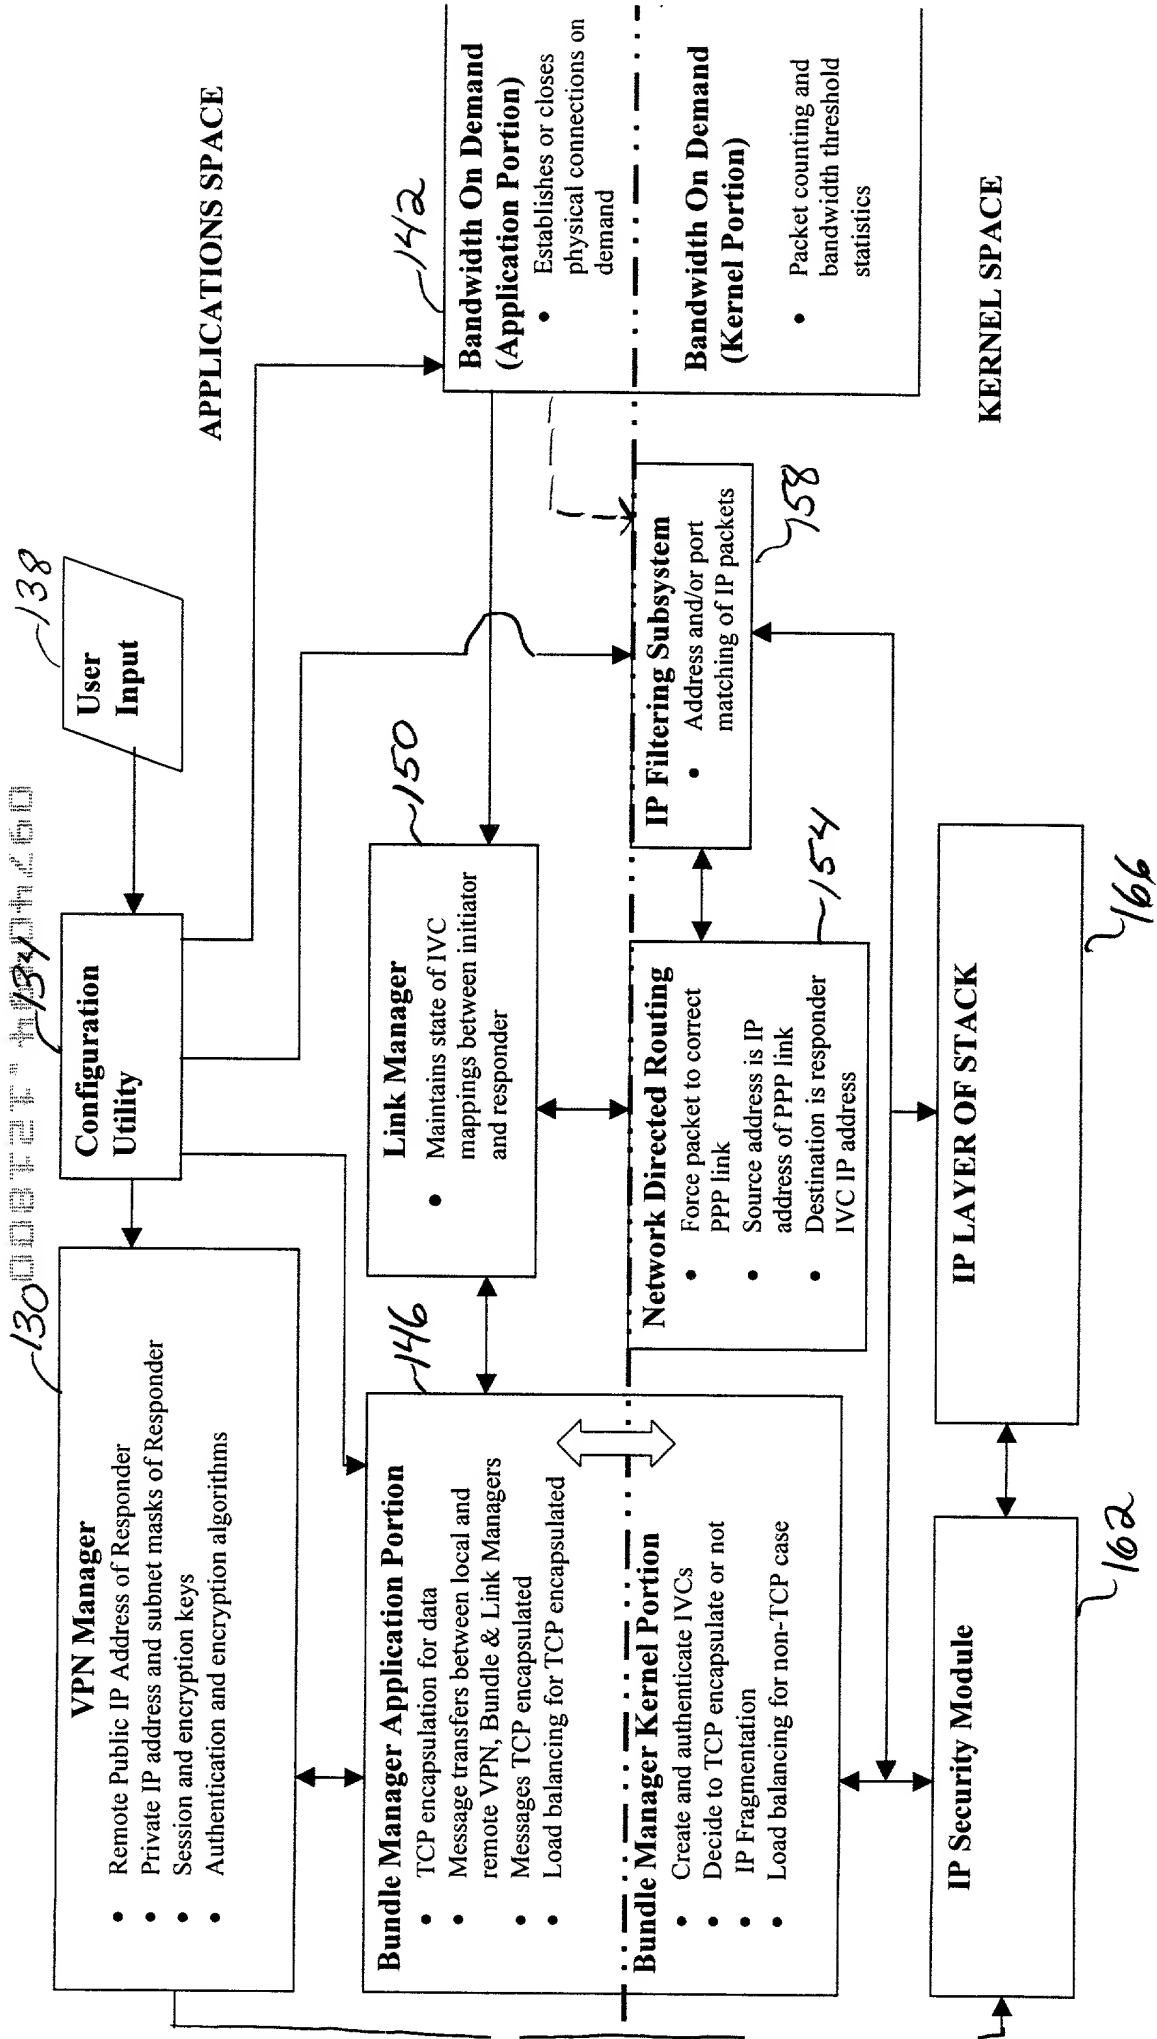 130
VPN Manager
• Remote Public IP Address of Responder
• Private IP address and subnet masks of Responder
• Session and encryption keys
• Authentication and encryption algorithms
134
Configuration
Utility
138
User
Input
APPLICATIONS SPACE
146
Bundle Manager Application Portion
• TCP encapsulation for data
• Message transfers between local and
remote VPN, Bundle & Link Managers
• Messages TCP encapsulated
• Load balancing for TCP encapsulated
Bundle Manager Kernel Portion
• Create and authenticate IVCs
• Decide to TCP encapsulate or not
• IP Fragmentation
• Load balancing for non-TCP case
150
Link Manager
• Maintains state of IVC
mappings between initiator
and responder
142
Bandwidth On Demand
(Application Portion)
• Establishes or closes
physical connections on
demand
Bandwidth On Demand
(Kernel Portion)
• Packet counting and
bandwidth threshold
statistics
Network Directed Routing
• Force packet to correct
PPP link
• Source address is IP
address of PPP link
• Destination is responder
IVC IP address
154
IP Filtering Subsystem
• Address and/or port
matching of IP packets
158
KERNEL SPACE
IP Security Module
162
IP LAYER OF STACK
166